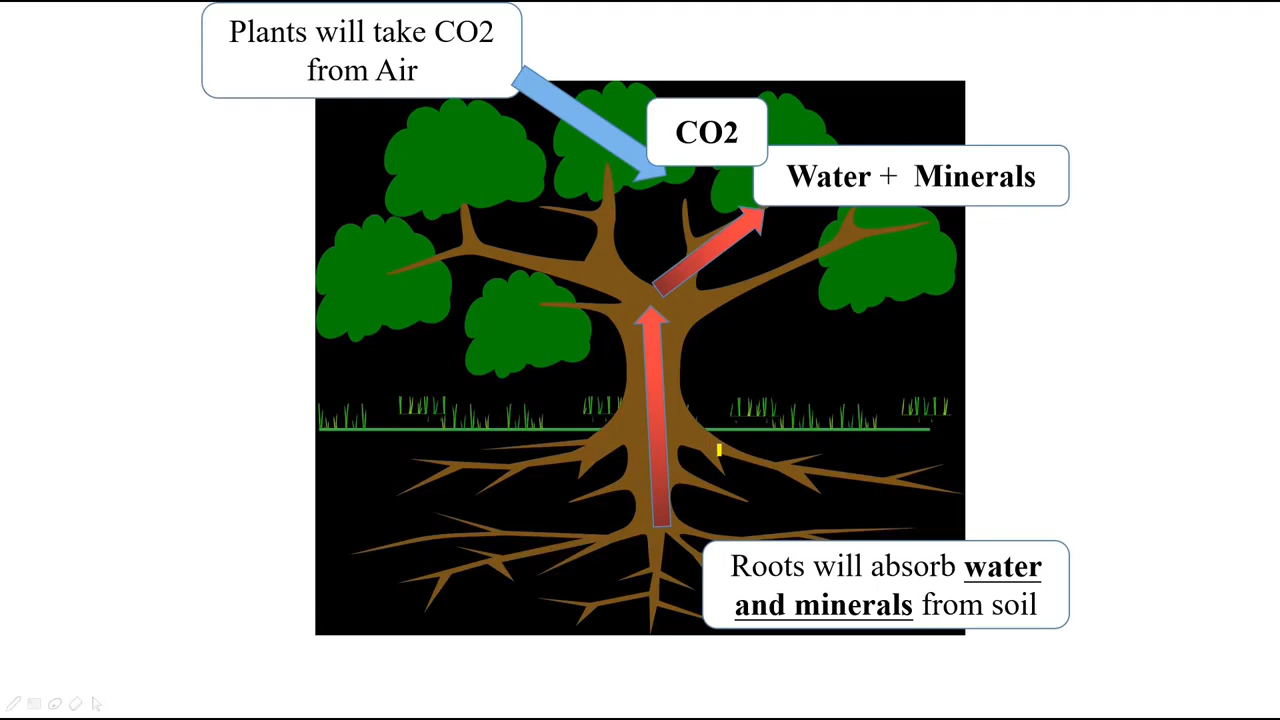 Plants will take CO2
from Air
CO2
Water + Minerals
Roots will absorb water
and minerals from soil